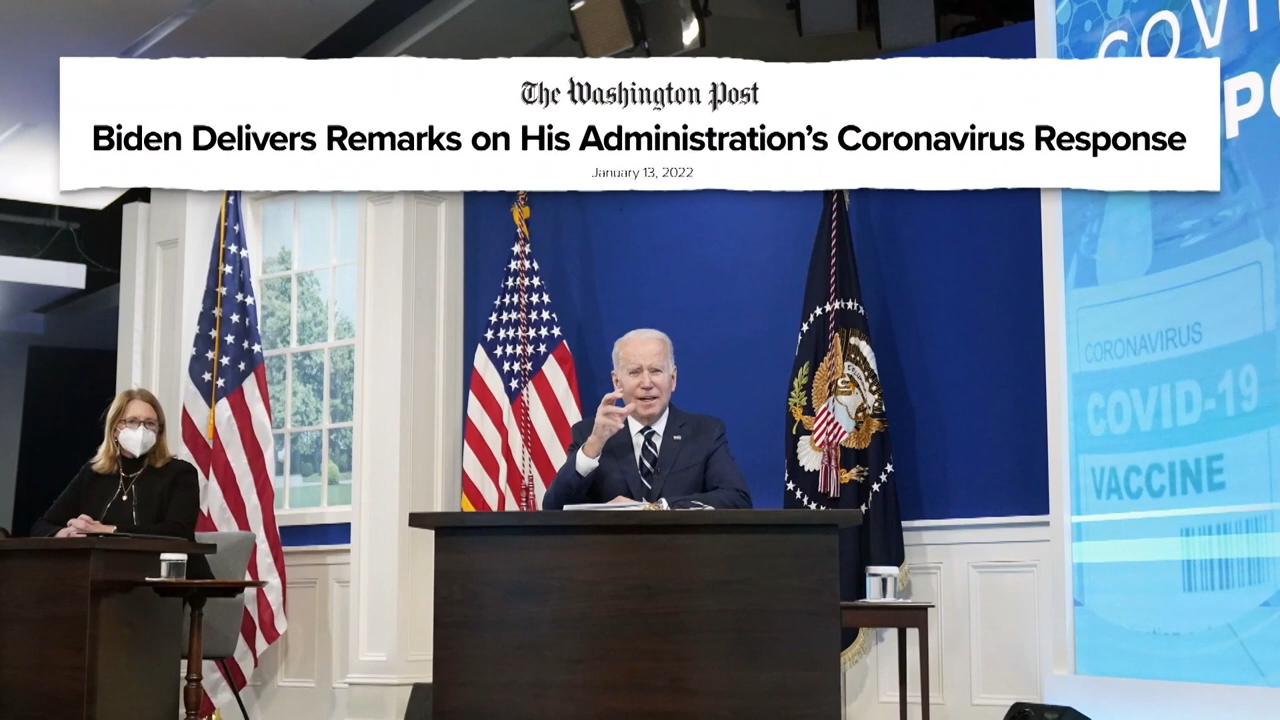 The Washington Post
Biden Delivers Remarks on His Administration's Coronavirus Response
January 13, 2022
CORONAVIRUS
COVID-19
VACCINE